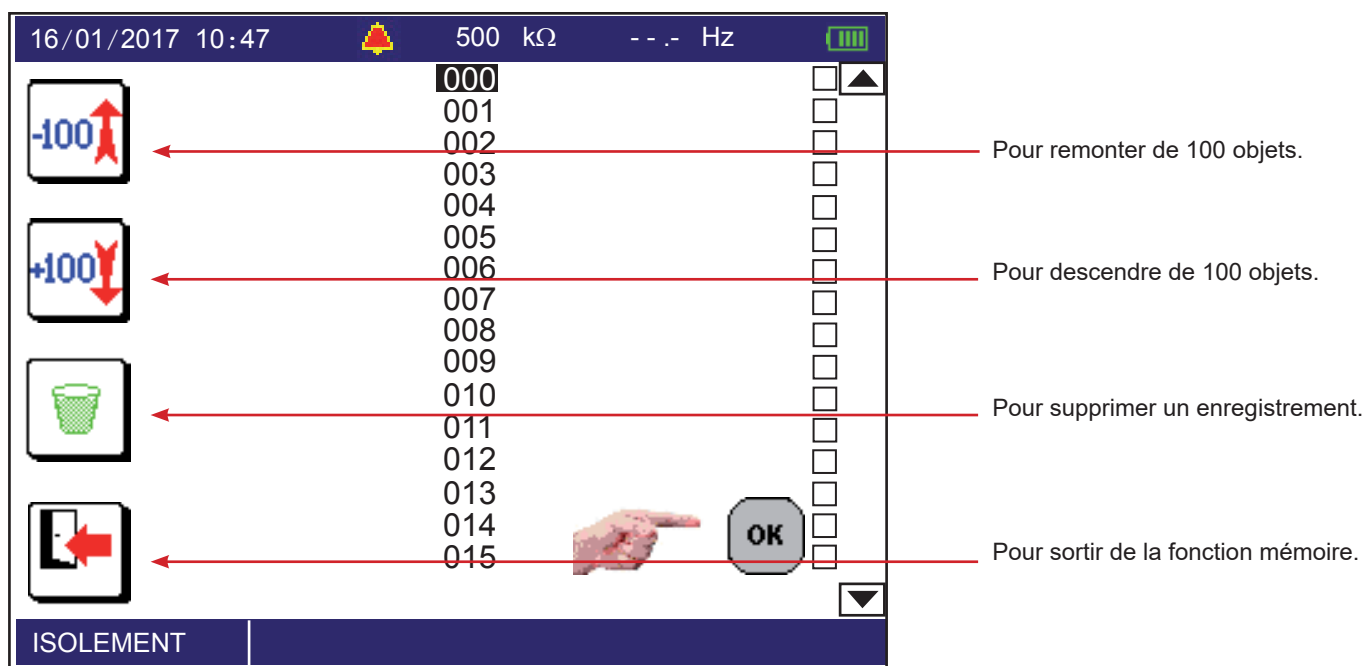 16/01/2017 10:47 500 kΩ - -.- Hz
-100
000
001
002
003
004
005
006
007
008
009
010
011
012
013
014
015
+100
OK
ISOLEMENT
Pour remonter de 100 objets.
Pour descendre de 100 objets.
Pour supprimer un enregistrement.
Pour sortir de la fonction mémoire.